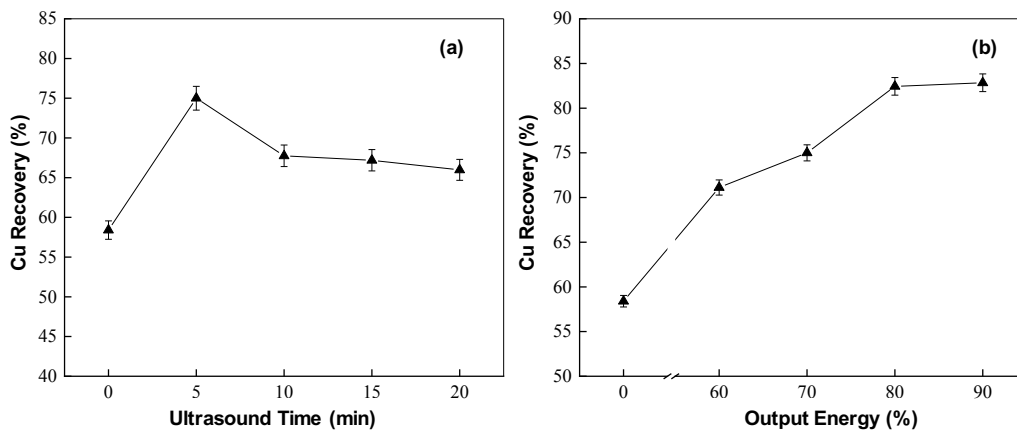 85
80
75
70
65
60
55
50
45
40
Cu Recovery (%)
(a)
0 5 10 15 20
Ultrasound Time (min)
90
85
80
75
70
65
60
55
50
Cu Recovery (%)
(b)
0 60 70 80 90
Output Energy (%)